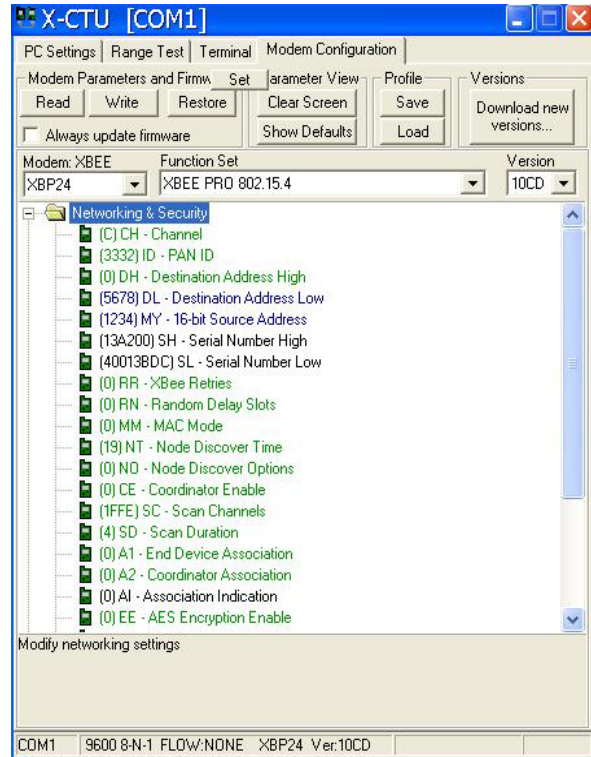 X-CTU [COM1]
PC Settings Range Test Terminal Modem Configuration
Modem Parameters and Firmw Set arameter View Profile Versions
Read Write Restore Clear Screen Save Download new versions...
Always update firmware Show Defaults Load
Modem: XBEE Function Set Version
XBP24 XBEE PRO 802.15.4 10CD
Networking & Security
(C) CH - Channel
(3332) ID - PAN ID
(0) DH - Destination Address High
(5678) DL - Destination Address Low
(1234) MY - 16-bit Source Address
(13A200) SH - Serial Number High
(40013BDC) SL - Serial Number Low
(0) RR - XBee Retries
(0) RN - Random Delay Slots
(0) MM - MAC Mode
(19) NT - Node Discover Time
(0) NO - Node Discover Options
(0) CE - Coordinator Enable
(1FFE) SC - Scan Channels
(4) SD - Scan Duration
(0) A1 - End Device Association
(0) A2 - Coordinator Association
(0) AI - Association Indication
(0) EE - AES Encryption Enable
Modify networking settings
COM1 9600 8-N-1 FLOW:NONE XBP24 Ver:10CD